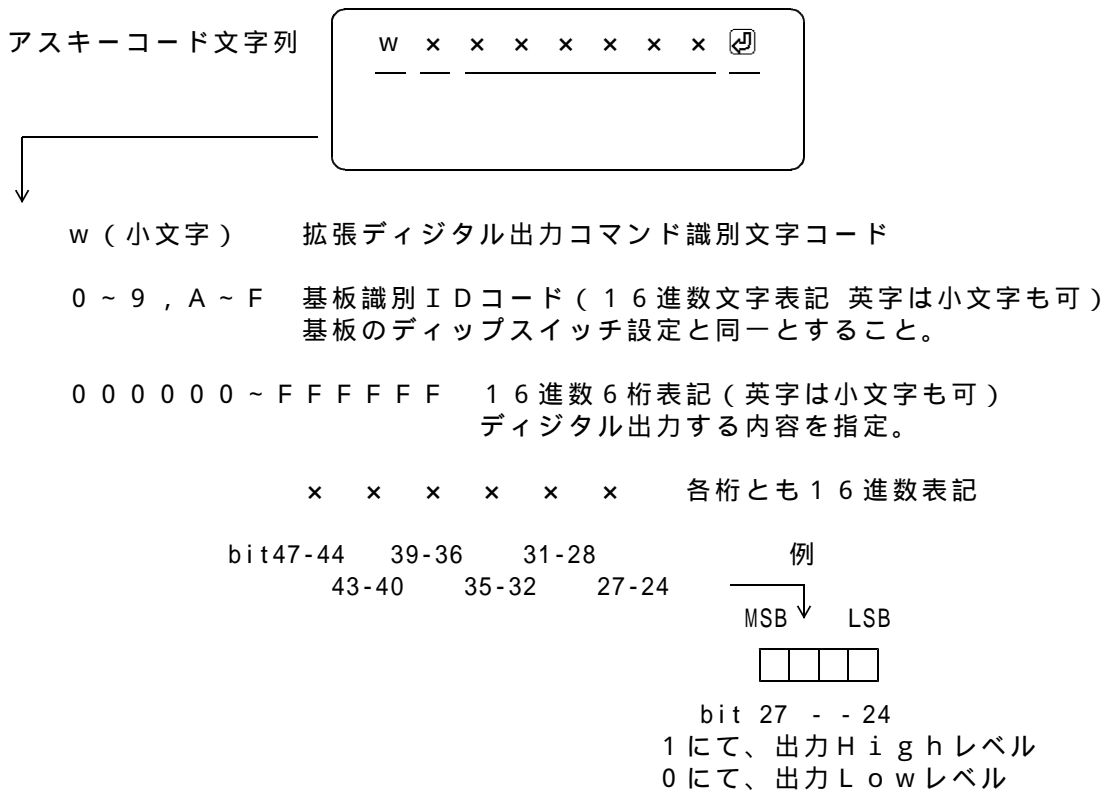 アスキーコード文字列 w × × × × × × × ⏎
w(小文字) 拡張ディジタル出力コマンド識別文字コード
0~9,A~F 基板識別IDコード(16進数文字表記 英字は小文字も可)
基板のディップスイッチ設定と同一とすること。
000000~FFFFFF 16進数6桁表記(英字は小文字も可)
ディジタル出力する内容を指定。
× × × × × × 各桁とも16進数表記
bit47-44 39-36 31-28 例
43-40 35-32 27-24
MSB LSB
bit 27 - - 24
1にて、出力Highレベル
0にて、出力Lowレベル